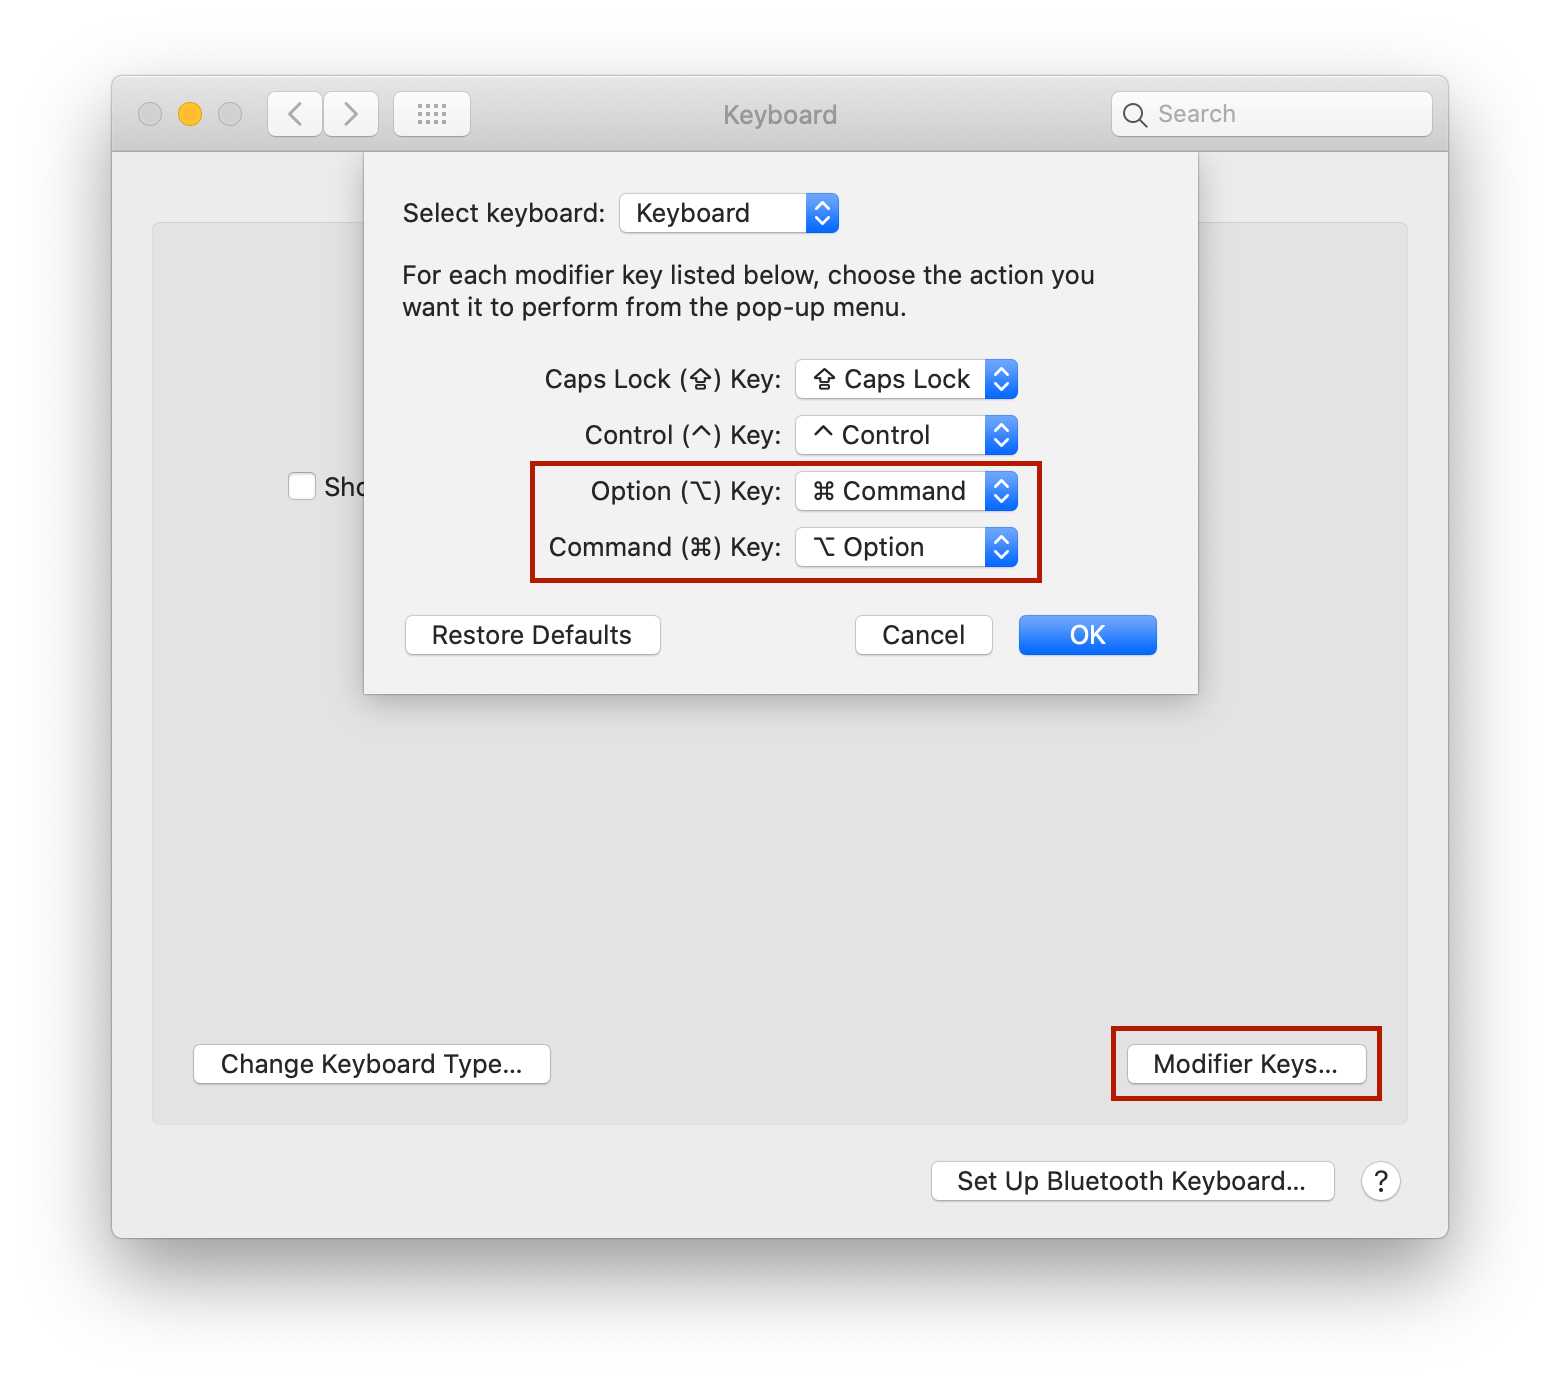 Keyboard
Search
Select keyboard: Keyboard
For each modifier key listed below, choose the action you
want it to perform from the pop-up menu.
Caps Lock (⇪) Key: ⇪ Caps Lock
Control (^) Key: ^ Control
Option (⌥) Key: ⌘ Command
Sho
Command (⌘) Key: ⌥ Option
Restore Defaults
Cancel
OK
Change Keyboard Type...
Modifier Keys...
Set Up Bluetooth Keyboard...
?